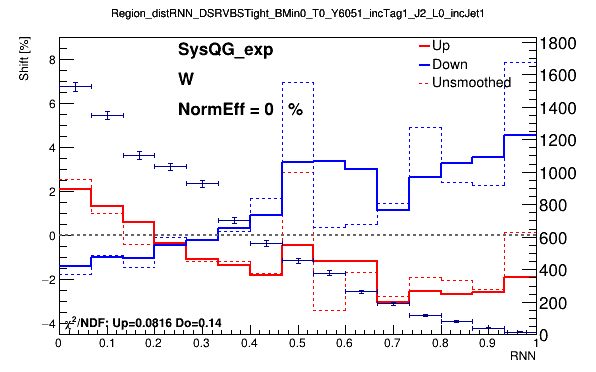 Region_distRNN_DSRVBSTight_BMin0_T0_Y6051_incTag1_J2_L0_incJet1
Shift [%]
SysQG_exp
W
NormEff = 0 %
Up
Down
Unsmoothed
8
6
4
2
0
−2
−4
1800
1600
1400
1200
1000
800
600
400
200
0
χ²/NDF: Up=0.0816 Do=0.14
0 0.1 0.2 0.3 0.4 0.5 0.6 0.7 0.8 0.9 1
RNN